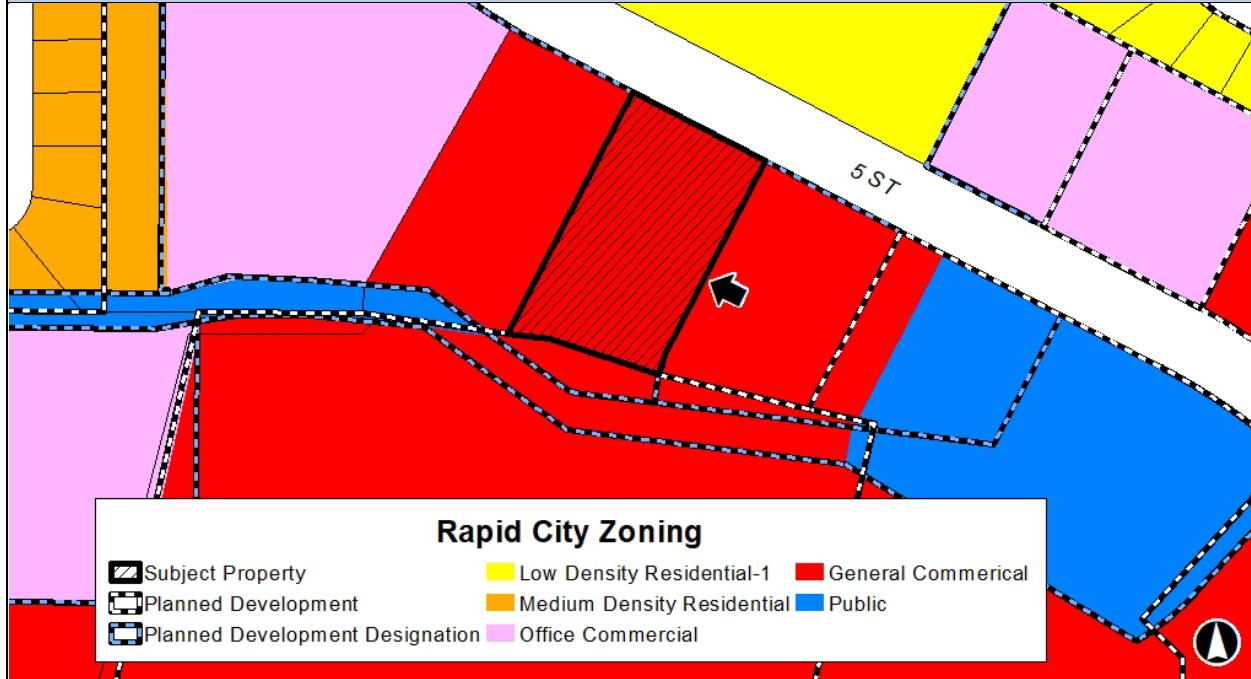 5 ST
Rapid City Zoning
Subject Property
Planned Development
Planned Development Designation
Low Density Residential-1
Medium Density Residential
Office Commercial
General Commerical
Public